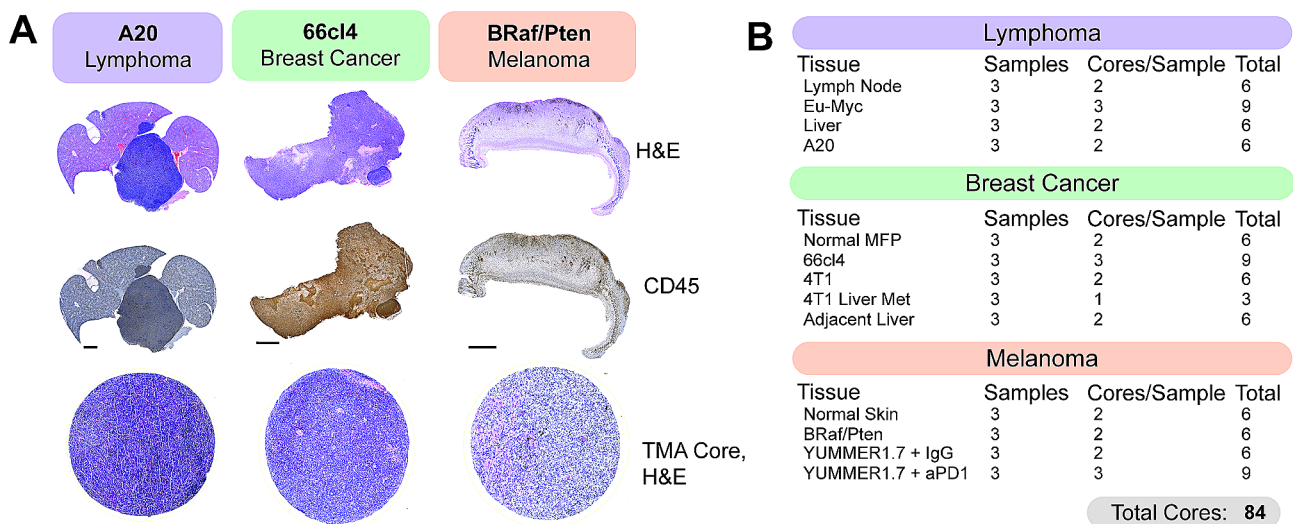 A
A20
Lymphoma
66cl4
Breast Cancer
BRaf/Pten
Melanoma
H&E
CD45
TMA Core,
H&E
B
Lymphoma
Tissue Samples Cores/Sample Total
Lymph Node 3 2 6
Eu-Myc 3 3 9
Liver 3 2 6
A20 3 2 6
Breast Cancer
Tissue Samples Cores/Sample Total
Normal MFP 3 2 6
66cl4 3 3 9
4T1 3 2 6
4T1 Liver Met 3 1 3
Adjacent Liver 3 2 6
Melanoma
Tissue Samples Cores/Sample Total
Normal Skin 3 2 6
BRaf/Pten 3 2 6
YUMMER1.7 + IgG 3 2 6
YUMMER1.7 + aPD1 3 3 9
Total Cores: 84